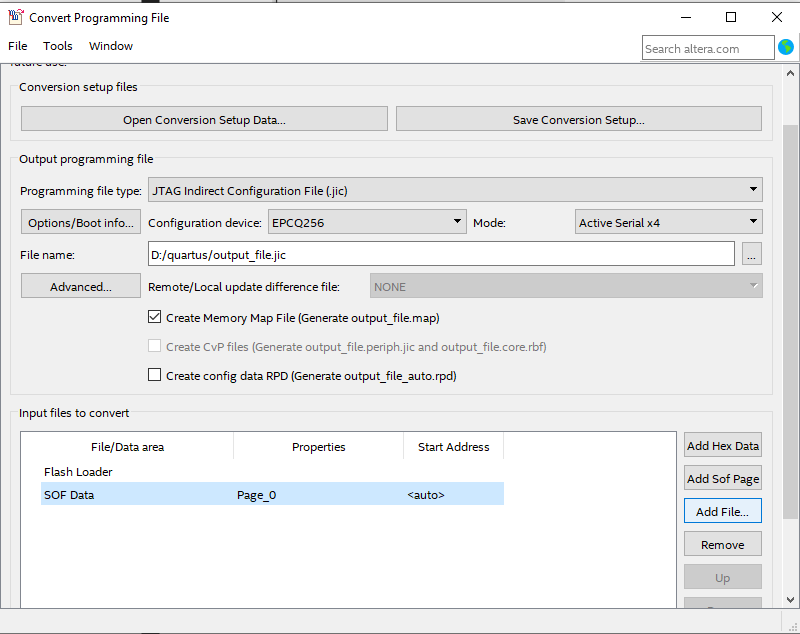 Convert Programming File
File Tools Window
Search altera.com
future use.
Conversion setup files
Open Conversion Setup Data... Save Conversion Setup...
Output programming file
Programming file type: JTAG Indirect Configuration File (.jic)
Options/Boot info... Configuration device: EPCQ256 Mode: Active Serial x4
File name: D:/quartus/output_file.jic ...
Advanced... Remote/Local update difference file: NONE
Create Memory Map File (Generate output_file.map)
Create CvP files (Generate output_file.periph.jic and output_file.core.rbf)
Create config data RPD (Generate output_file_auto.rpd)
Input files to convert
File/Data area Properties Start Address
Flash Loader
SOF Data Page_0 <auto>
Add Hex Data
Add Sof Page
Add File...
Remove
Up